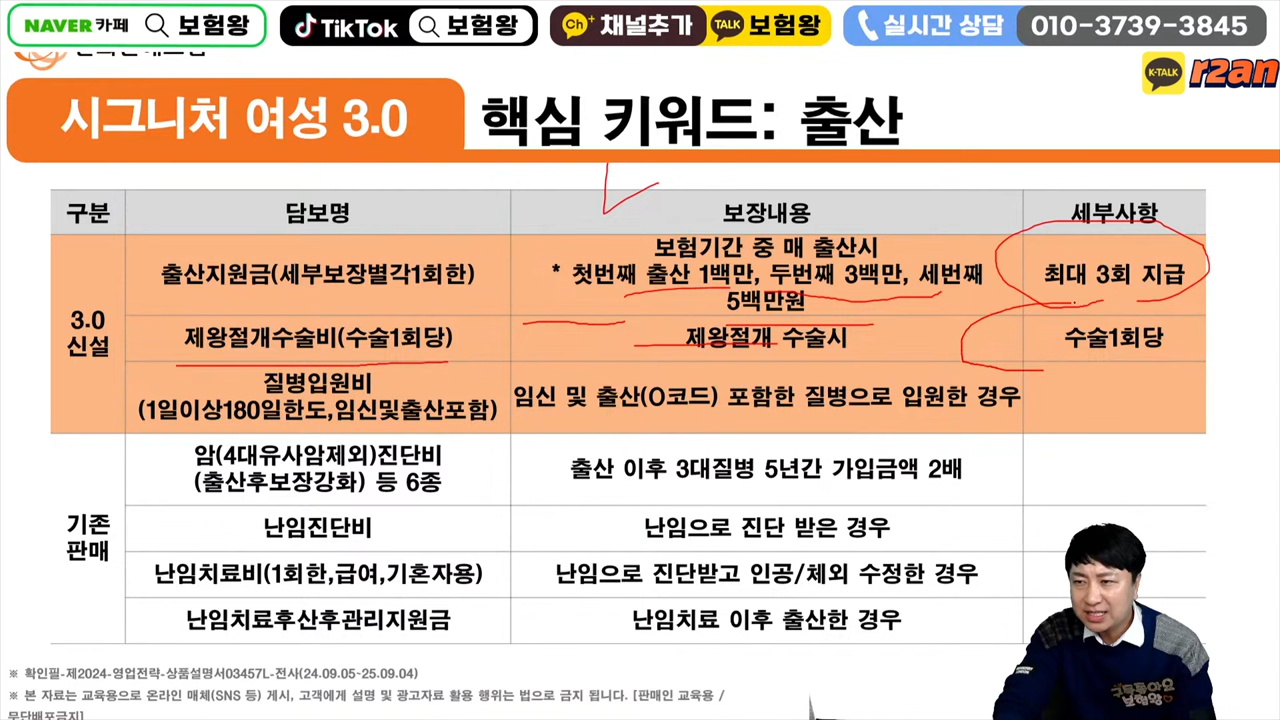 NAVER 카페 보험왕
TikTok 보험왕
Ch+ 채널추가 TALK 보험왕
실시간 상담 010-3739-3845
K-TALK r2an
시그니처 여성 3.0
핵심 키워드: 출산
구분 담보명 보장내용 세부사항
3.0 신설
출산지원금(세부보장별각1회한)
보험기간 중 매 출산시
* 첫번째 출산 1백만, 두번째 3백만, 세번째
5백만원
최대 3회 지급
제왕절개수술비(수술1회당) 제왕절개 수술시 수술1회당
질병입원비
(1일이상180일한도,임신및출산포함)
임신 및 출산(O코드) 포함한 질병으로 입원한 경우
기존 판매
암(4대유사암제외)진단비
(출산후보장강화) 등 6종
출산 이후 3대질병 5년간 가입금액 2배
난임진단비 난임으로 진단 받은 경우
난임치료비(1회한,급여,기혼자용) 난임으로 진단받고 인공/체외 수정한 경우
난임치료후산후관리지원금 난임치료 이후 출산한 경우
※ 확인필-제2024-영업전략-상품설명서03457L-전사(24.09.05~25.09.04)
※ 본 자료는 교육용으로 온라인 매체(SNS 등) 게시, 고객에게 설명 및 광고자료 활용 행위는 법으로 금지 됩니다. [판매인 교육용 /
무단배포금지]
보험왕